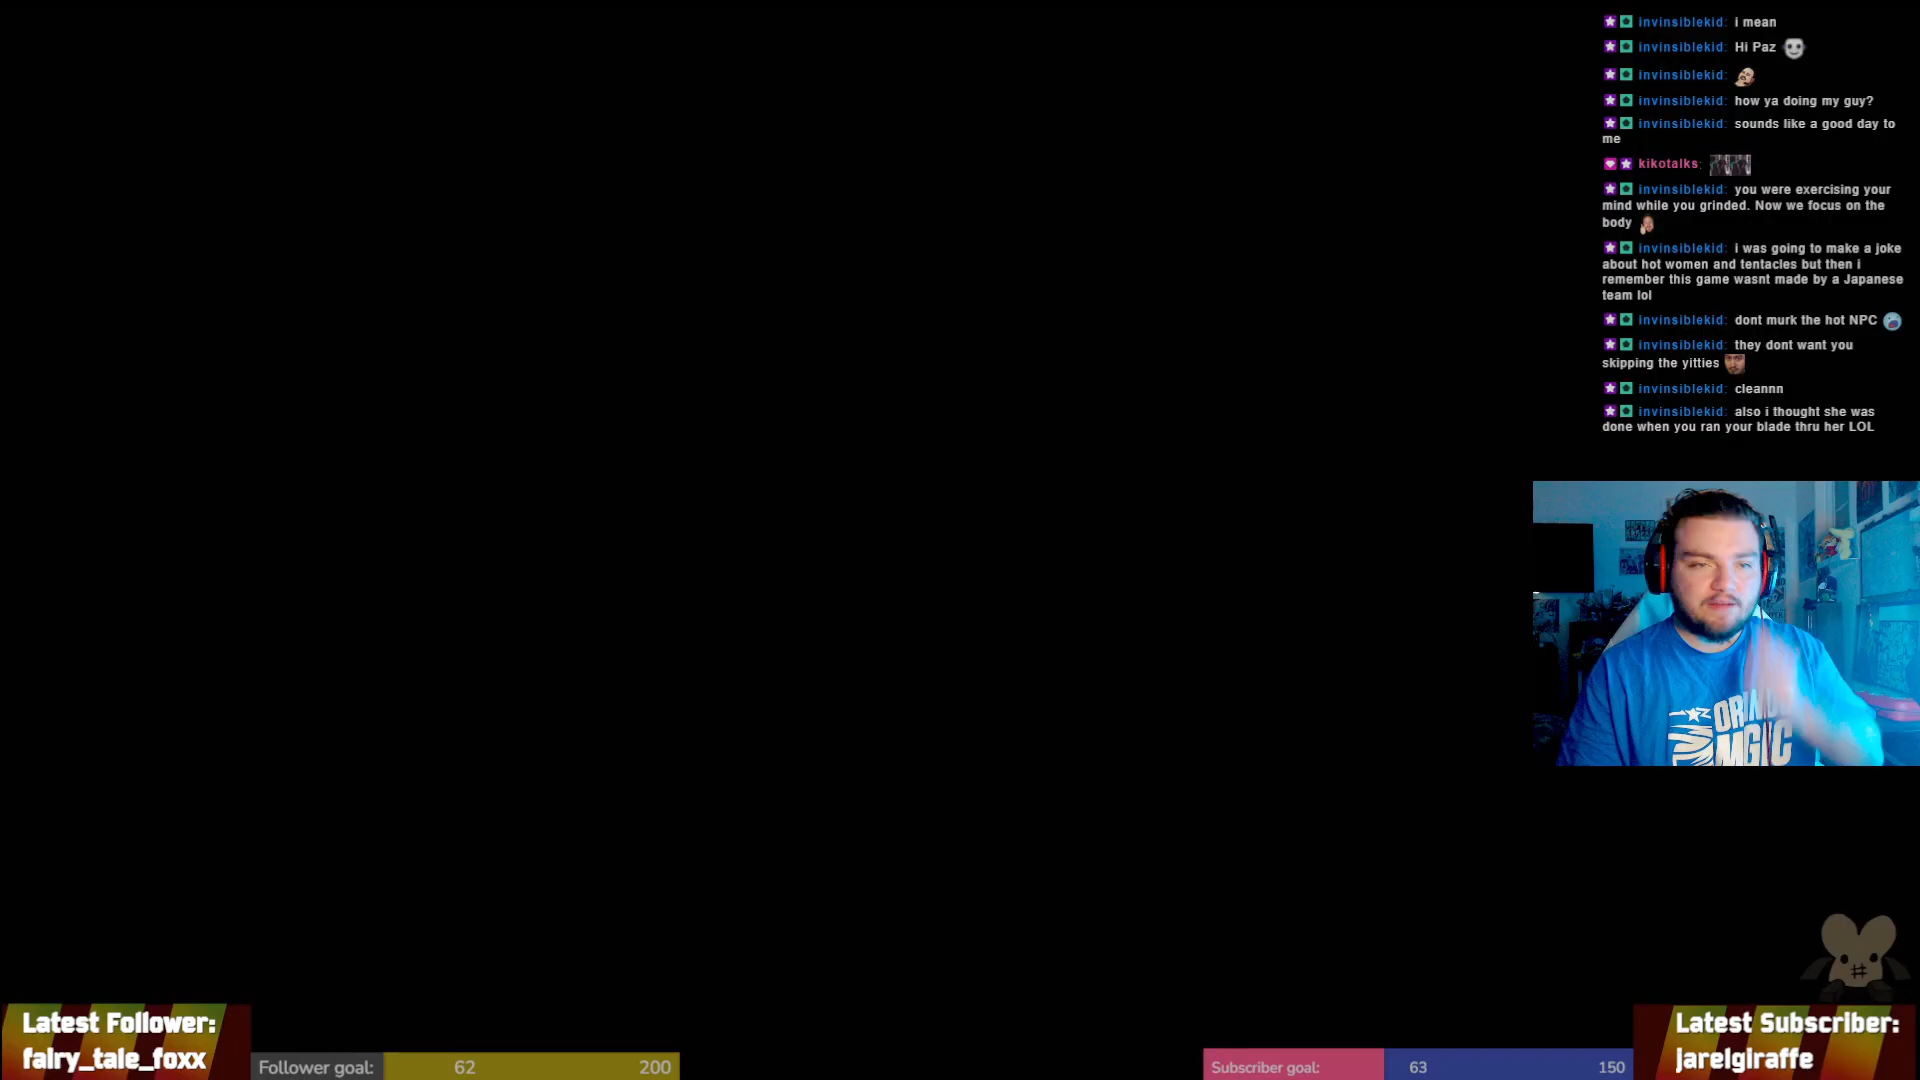 invinsiblekid: i mean
invinsiblekid: Hi Paz
invinsiblekid:
invinsiblekid: how ya doing my guy?
invinsiblekid: sounds like a good day to
me
kikotalks:
invinsiblekid: you were exercising your
mind while you grinded. Now we focus on the
body
invinsiblekid: i was going to make a joke
about hot women and tentacles but then i
remember this game wasnt made by a Japanese
team lol
invinsiblekid: dont murk the hot NPC
invinsiblekid: they dont want you
skipping the yitties
invinsiblekid: cleannn
invinsiblekid: also i thought she was
done when you ran your blade thru her LOL
Latest Follower:
fairy_tale_foxx
Follower goal: 62 200
Subscriber goal: 63 150
Latest Subscriber:
jarelgiraffe